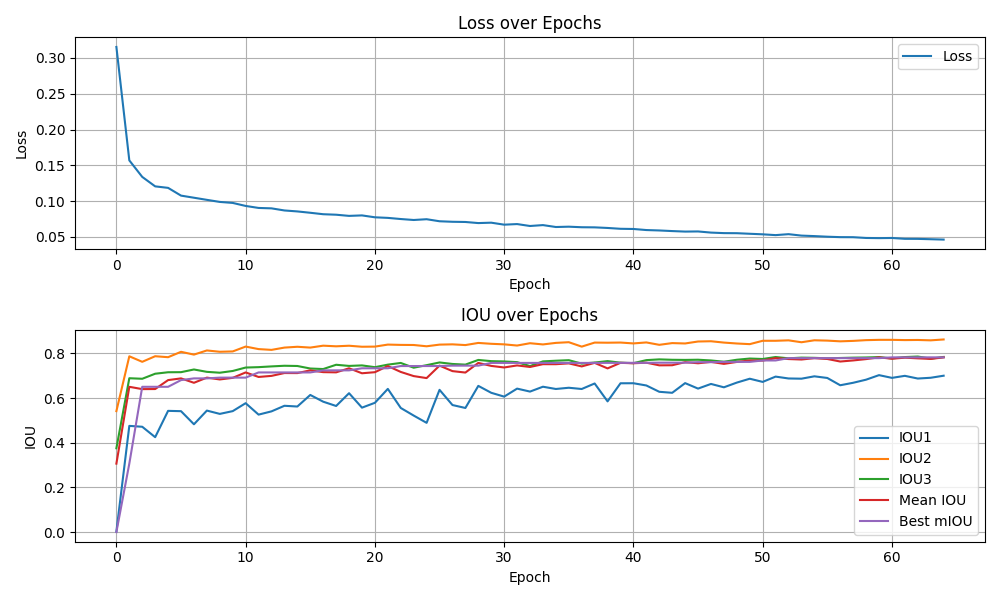 Loss over Epochs
0.30
0.25
0.20
0.15
0.10
0.05
Loss
Loss
0 10 20 30 40 50 60
Epoch
IOU over Epochs
0.8
0.6
0.4
0.2
0.0
IOU
IOU1
IOU2
IOU3
Mean IOU
Best mIOU
0 10 20 30 40 50 60
Epoch